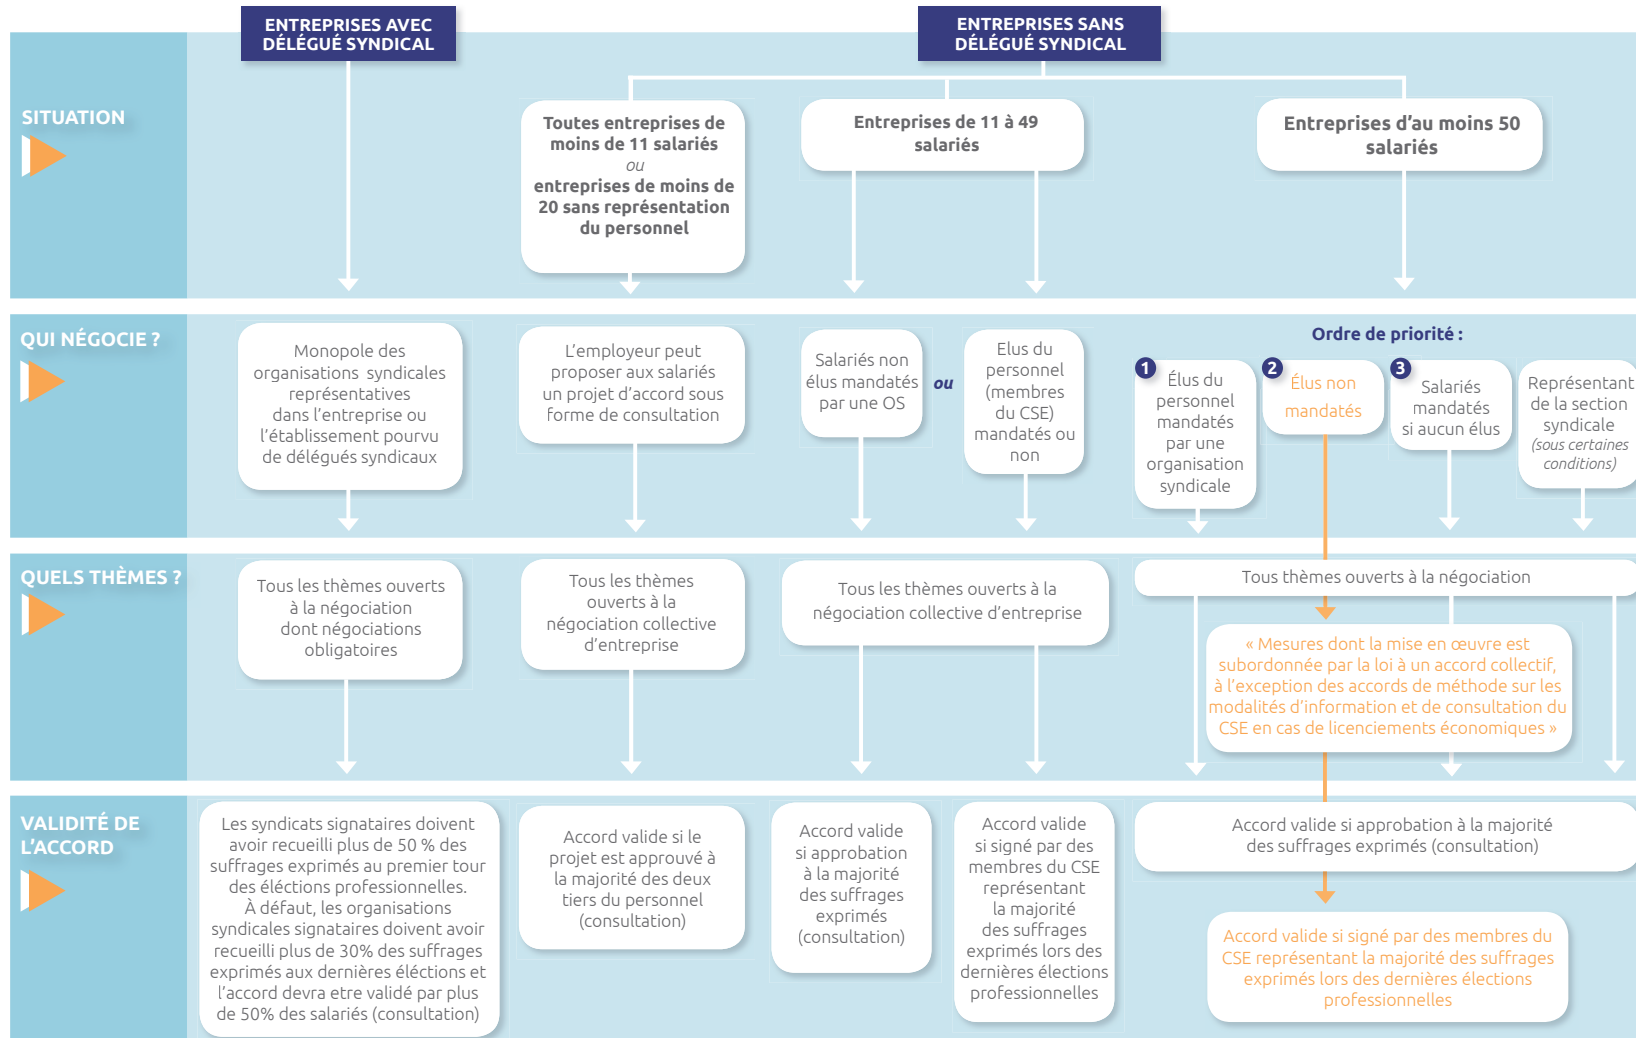 ENTREPRISES AVEC
DÉLÉGUÉ SYNDICAL
ENTREPRISES SANS
DÉLÉGUÉ SYNDICAL
SITUATION
Toutes entreprises de
moins de 11 salariés
ou
entreprises de moins de
20 sans représentation
du personnel
Entreprises de 11 à 49
salariés
Entreprises d'au moins 50
salariés
QUI NÉGOCIE ?
Monopole des
organisations syndicales
représentatives
dans l'entreprise ou
l'établissement pourvu
de délégués syndicaux
L'employeur peut
proposer aux salariés
un projet d'accord sous
forme de consultation
Salariés non
élus mandatés
par une OS
ou
Elus du
personnel
(membres
du CSE)
mandatés ou
non
Ordre de priorité :
1
Élus du
personnel
mandatés
par une
organisation
syndicale
2
Élus non
mandatés
3
Salariés
mandatés
si aucun élus
Représentant
de la section
syndicale
(sous certaines
conditions)
QUELS THÈMES ?
Tous les thèmes ouverts
à la négociation
dont négociations
obligatoires
Tous les thèmes
ouverts à la
négociation collective
d'entreprise
Tous les thèmes ouverts à la
négociation collective d'entreprise
Tous thèmes ouverts à la négociation
« Mesures dont la mise en œuvre est
subordonnée par la loi à un accord collectif,
à l'exception des accords de méthode sur les
modalités d'information et de consultation du
CSE en cas de licenciements économiques »
VALIDITÉ DE
L'ACCORD
Les syndicats signataires doivent
avoir recueilli plus de 50 % des
suffrages exprimés au premier tour
des éléctions professionnelles.
À défaut, les organisations
syndicales signataires doivent avoir
recueilli plus de 30% des suffrages
exprimés aux dernières éléctions et
l'accord devra etre validé par plus
de 50% des salariés (consultation)
Accord valide si le
projet est approuvé à
la majorité des deux
tiers du personnel
(consultation)
Accord valide
si approbation
à la majorité
des suffrages
exprimés
(consultation)
Accord valide
si signé par des
membres du CSE
représentant
la majorité
des suffrages
exprimés lors des
dernières élections
professionnelles
Accord valide si approbation à la majorité
des suffrages exprimés (consultation)
Accord valide si signé par des membres du
CSE représentant la majorité des suffrages
exprimés lors des dernières élections
professionnelles